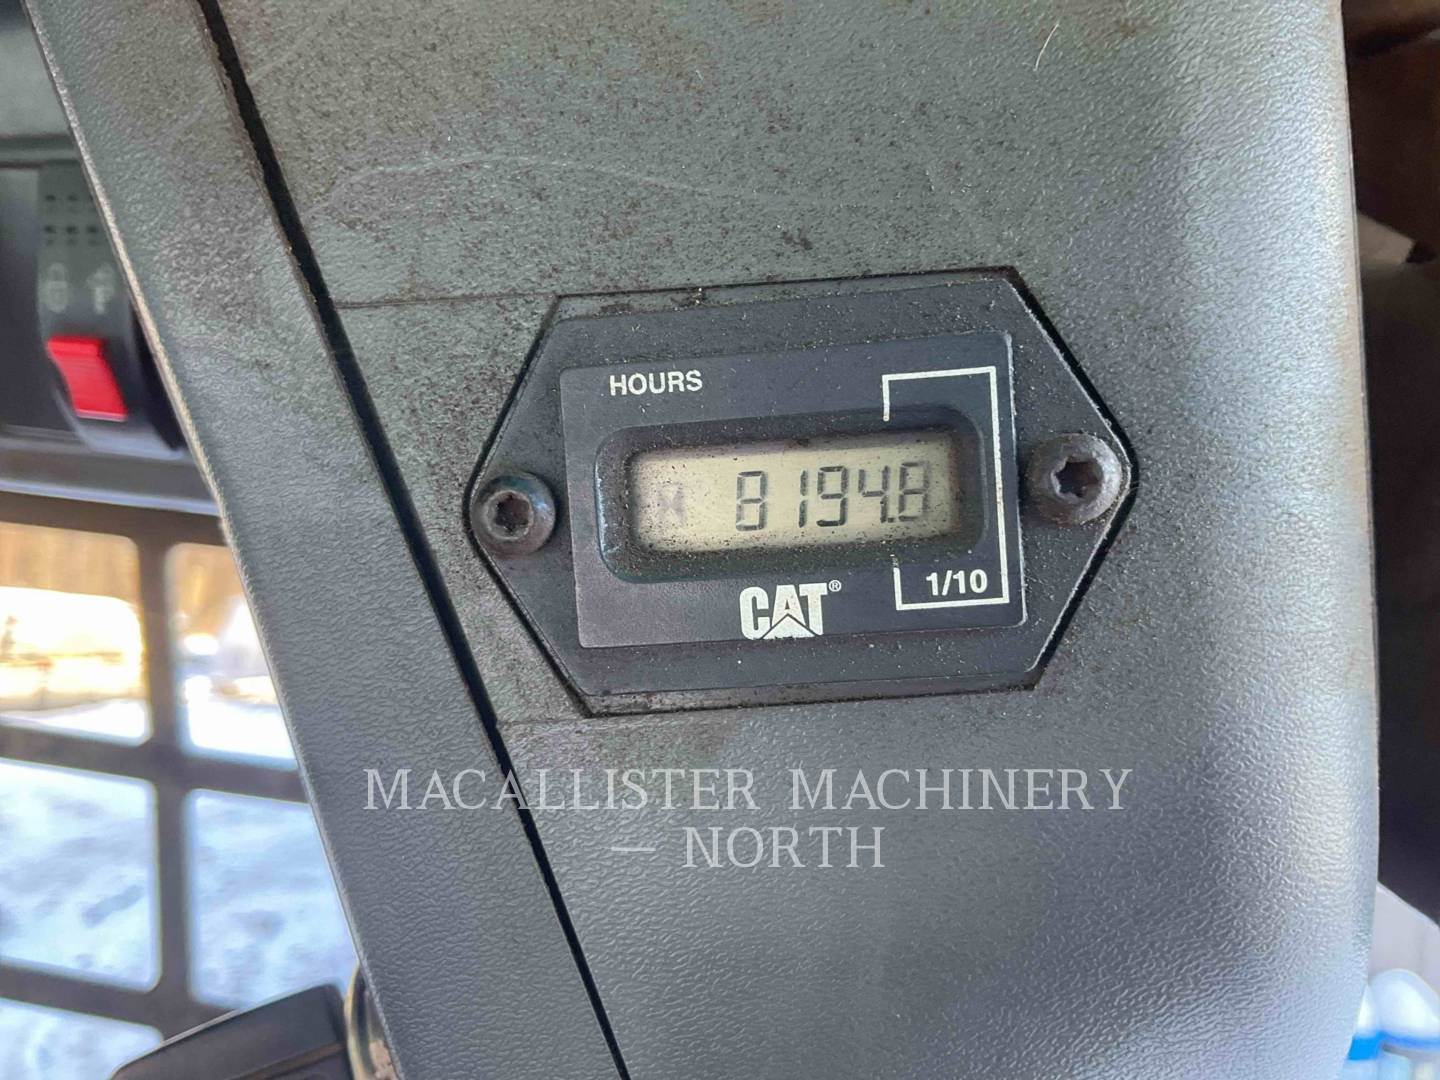 HOURS
8194.8
CAT®
1/10
MACALLISTER MACHINERY
— NORTH